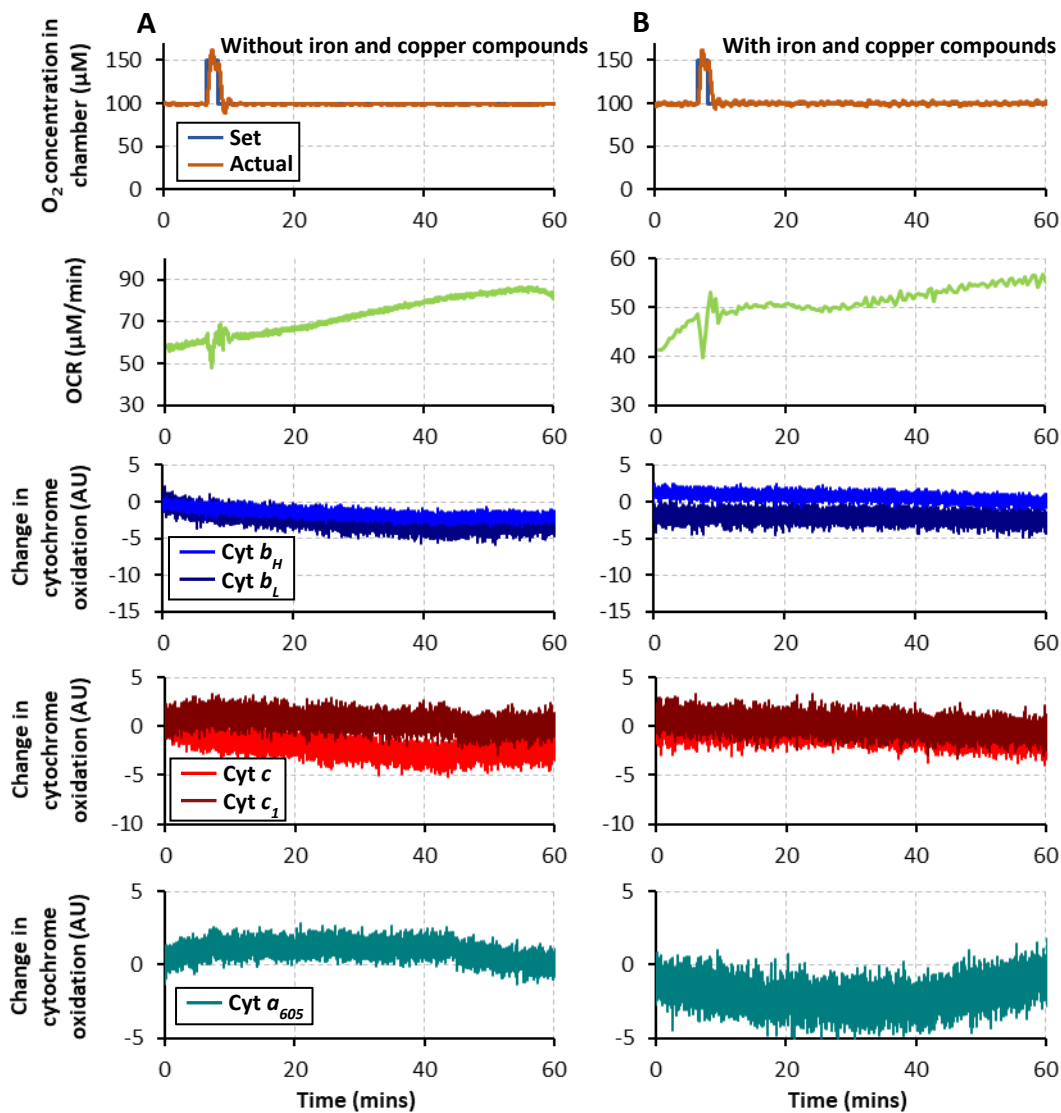 A
B
Without iron and copper compounds
With iron and copper compounds
O2 concentration in
chamber (µM)
150
100
50
0
Set
Actual
0 20 40 60
150
100
50
0
0 20 40 60
OCR (µM/min)
90
70
50
30
0 20 40 60
60
50
40
30
0 20 40 60
Change in
cytochrome
oxidation (AU)
5
0
-5
-10
-15
Cyt bH
Cyt bL
0 20 40 60
5
0
-5
-10
-15
0 20 40 60
Change in
cytochrome
oxidation (AU)
5
0
-5
-10
Cyt c
Cyt c1
0 20 40 60
5
0
-5
-10
0 20 40 60
Change in
cytochrome
oxidation (AU)
5
0
-5
Cyt a605
0 20 40 60
Time (mins)
5
0
-5
0 20 40 60
Time (mins)